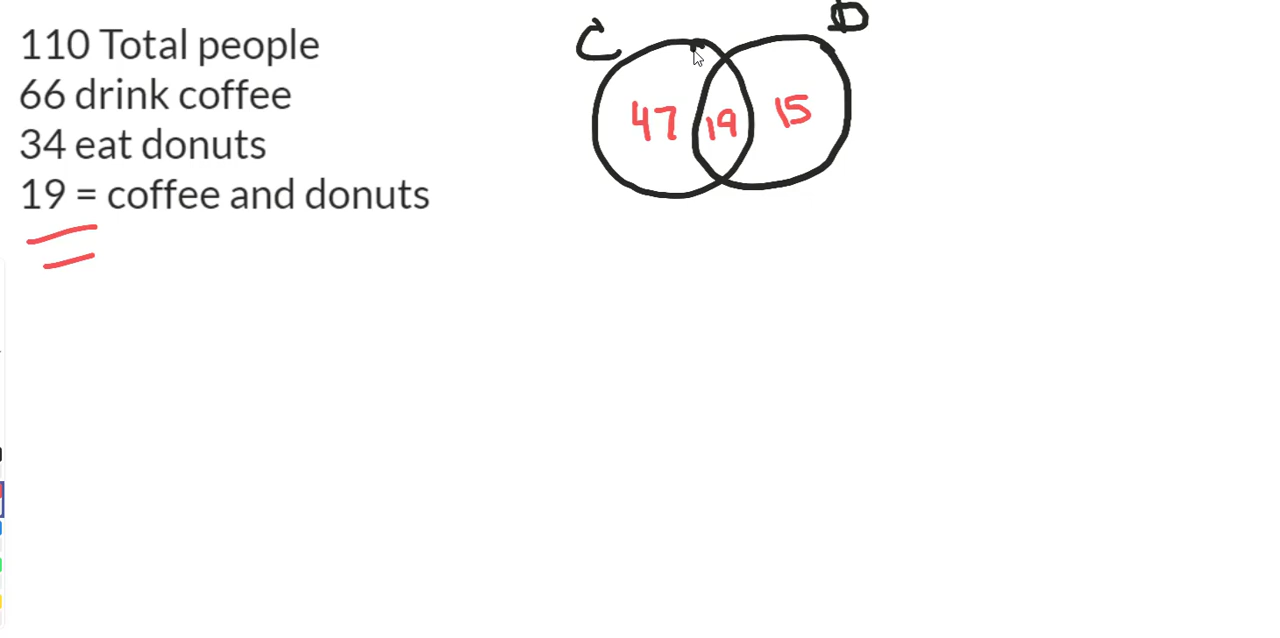 110 Total people
66 drink coffee
34 eat donuts
19 = coffee and donuts
C D
47 19 15